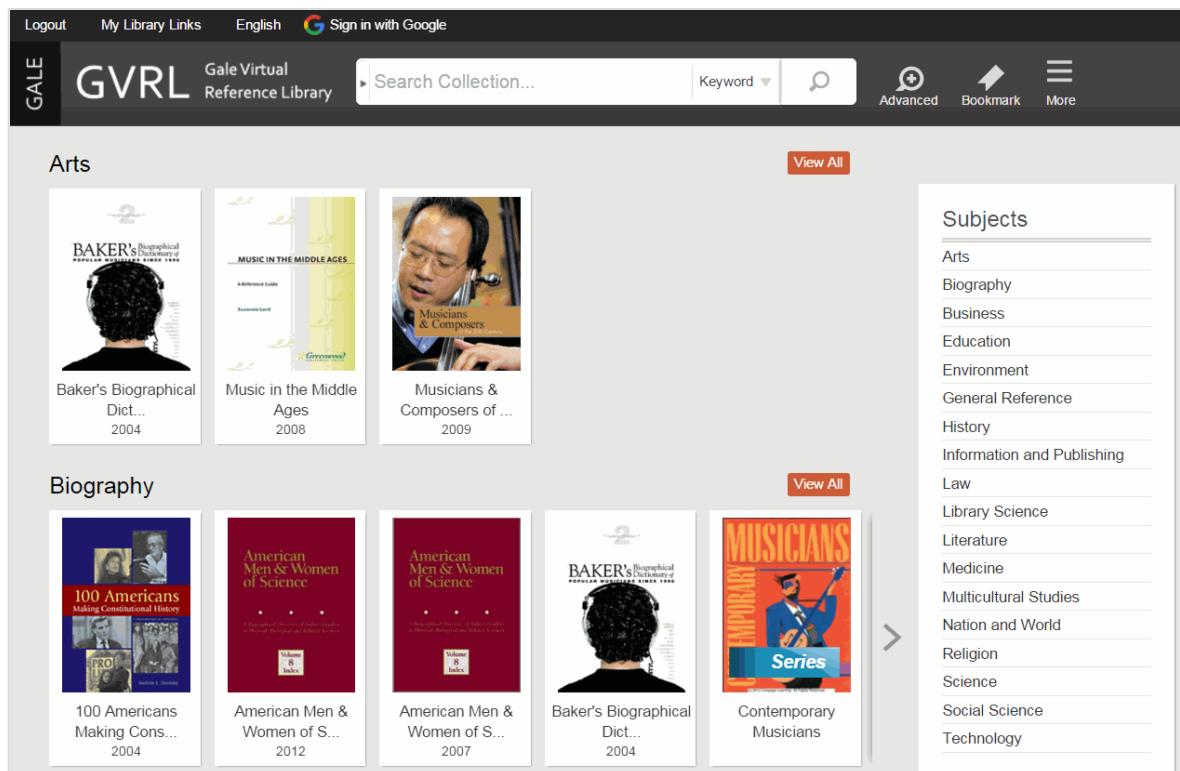 Logout My Library Links English Sign in with Google
GALE
GVRL Gale Virtual
Reference Library
Search Collection... Keyword
Advanced Bookmark More
Arts View All
BAKER's Biographical
Dictionary of
POPULAR MUSICIANS SINCE 1990
MUSIC IN THE MIDDLE AGES
A Reference Guide
Suzanne Lord
Greenwood
Musicians
& Composers
Baker's Biographical
Dict...
2004
Music in the Middle
Ages
2008
Musicians &
Composers of ...
2009
Biography View All
100 Americans
Making Constitutional History
PRO
American
Men & Women
of Science
Volume
8
Index
American
Men & Women
of Science
Volume
8
Index
BAKER's Biographical
Dictionary of
POPULAR MUSICIANS SINCE 1990
CONTEMPORARY
MUSICIANS
Series
100 Americans
Making Cons...
2004
American Men &
Women of S...
2012
American Men &
Women of S...
2007
Baker's Biographical
Dict...
2004
Contemporary
Musicians
Subjects
Arts
Biography
Business
Education
Environment
General Reference
History
Information and Publishing
Law
Library Science
Literature
Medicine
Multicultural Studies
Nation and World
Religion
Science
Social Science
Technology